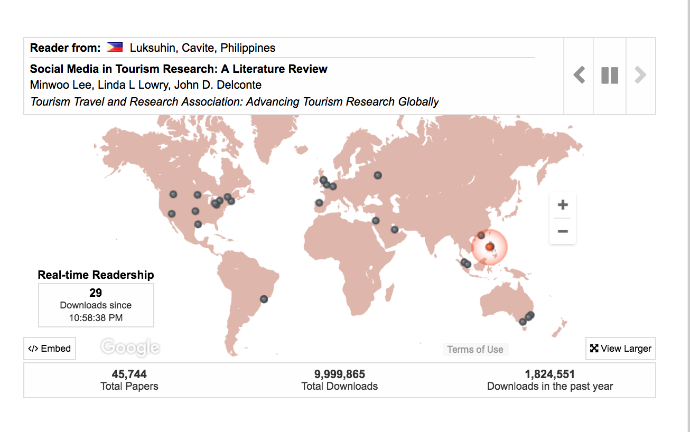 Reader from: Luksuhin, Cavite, Philippines
Social Media in Tourism Research: A Literature Review
Minwoo Lee, Linda L Lowry, John D. Delconte
Tourism Travel and Research Association: Advancing Tourism Research Globally
+
−
Real-time Readership
29
Downloads since
10:58:38 PM
</> Embed
Google
Terms of Use
View Larger
45,744
Total Papers
9,999,865
Total Downloads
1,824,551
Downloads in the past year